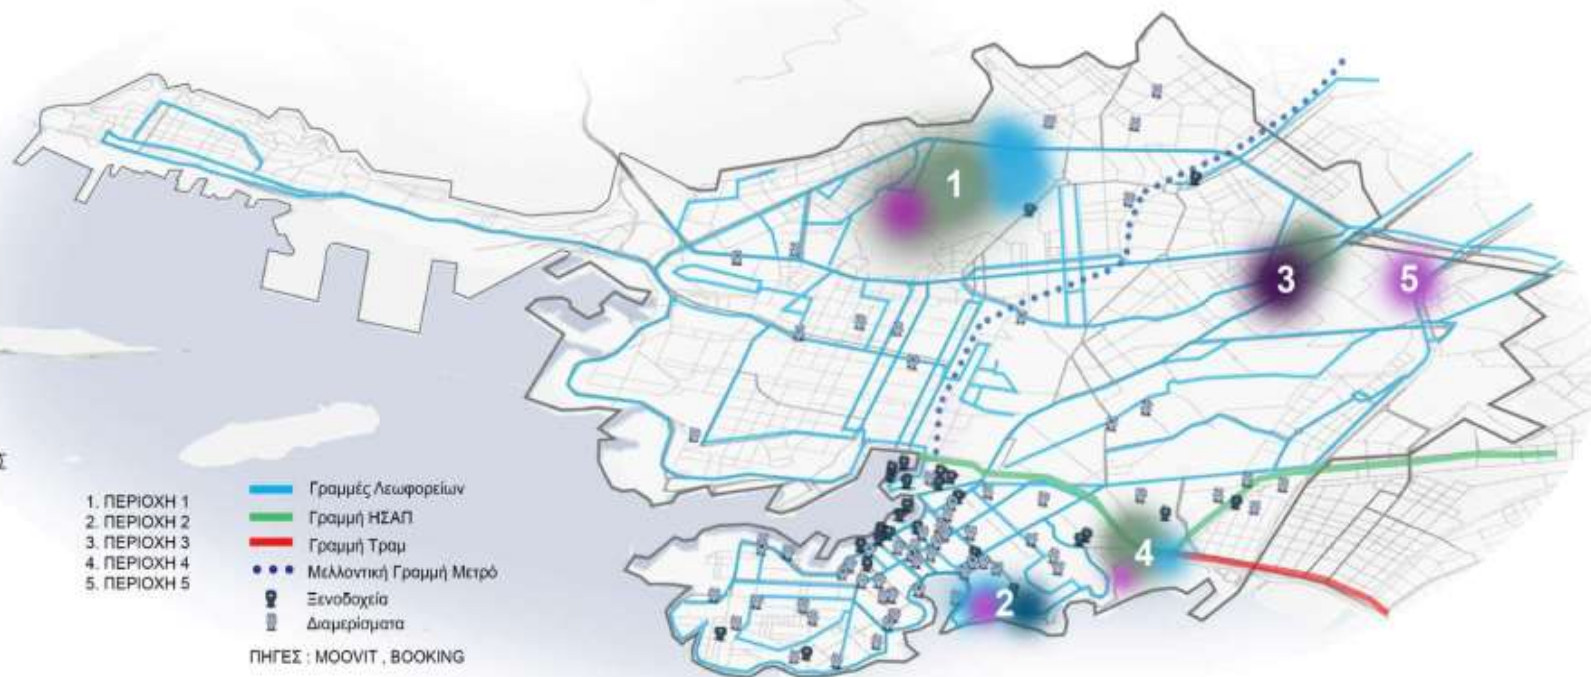 1
3
5
4
2
Σ
1. ΠΕΡΙΟΧΗ 1
2. ΠΕΡΙΟΧΗ 2
3. ΠΕΡΙΟΧΗ 3
4. ΠΕΡΙΟΧΗ 4
5. ΠΕΡΙΟΧΗ 5
Γραμμές Λεωφορείων
Γραμμή ΗΣΑΠ
Γραμμή Τραμ
Μελλοντική Γραμμή Μετρό
Ξενοδοχεία
Διαμερίσματα
ΠΗΓΕΣ : MOOVIT , BOOKING